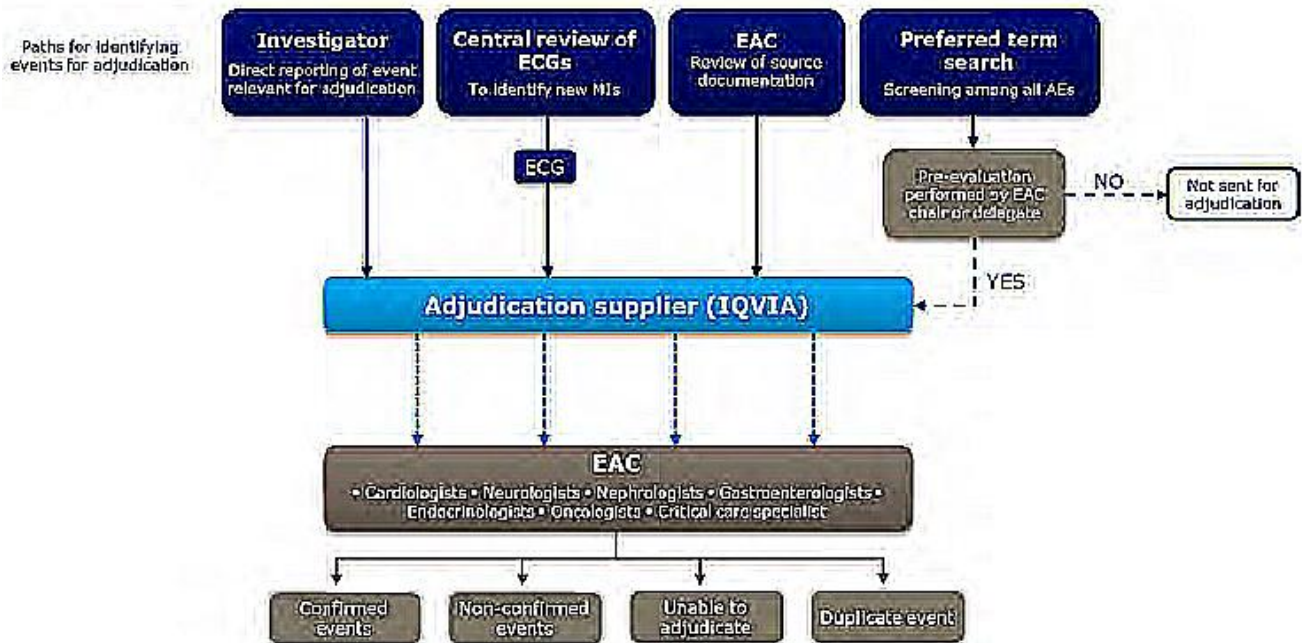 Paths for identifying
events for adjudication
Investigator
Direct reporting of event
relevant for adjudication
Central review of
ECGs
To identify new MIs
EAC
Review of source
documentation
Preferred term
search
Screening among all AEs
ECG
Pre-evaluation
performed by EAC
chair or delegate
NO
Not sent for
adjudication
YES
Adjudication supplier (IQVIA)
EAC
• Cardiologists • Neurologists • Nephrologists • Gastroenterologists •
Endocrinologists • Oncologists • Critical care specialist
Confirmed
events
Non-confirmed
events
Unable to
adjudicate
Duplicate event